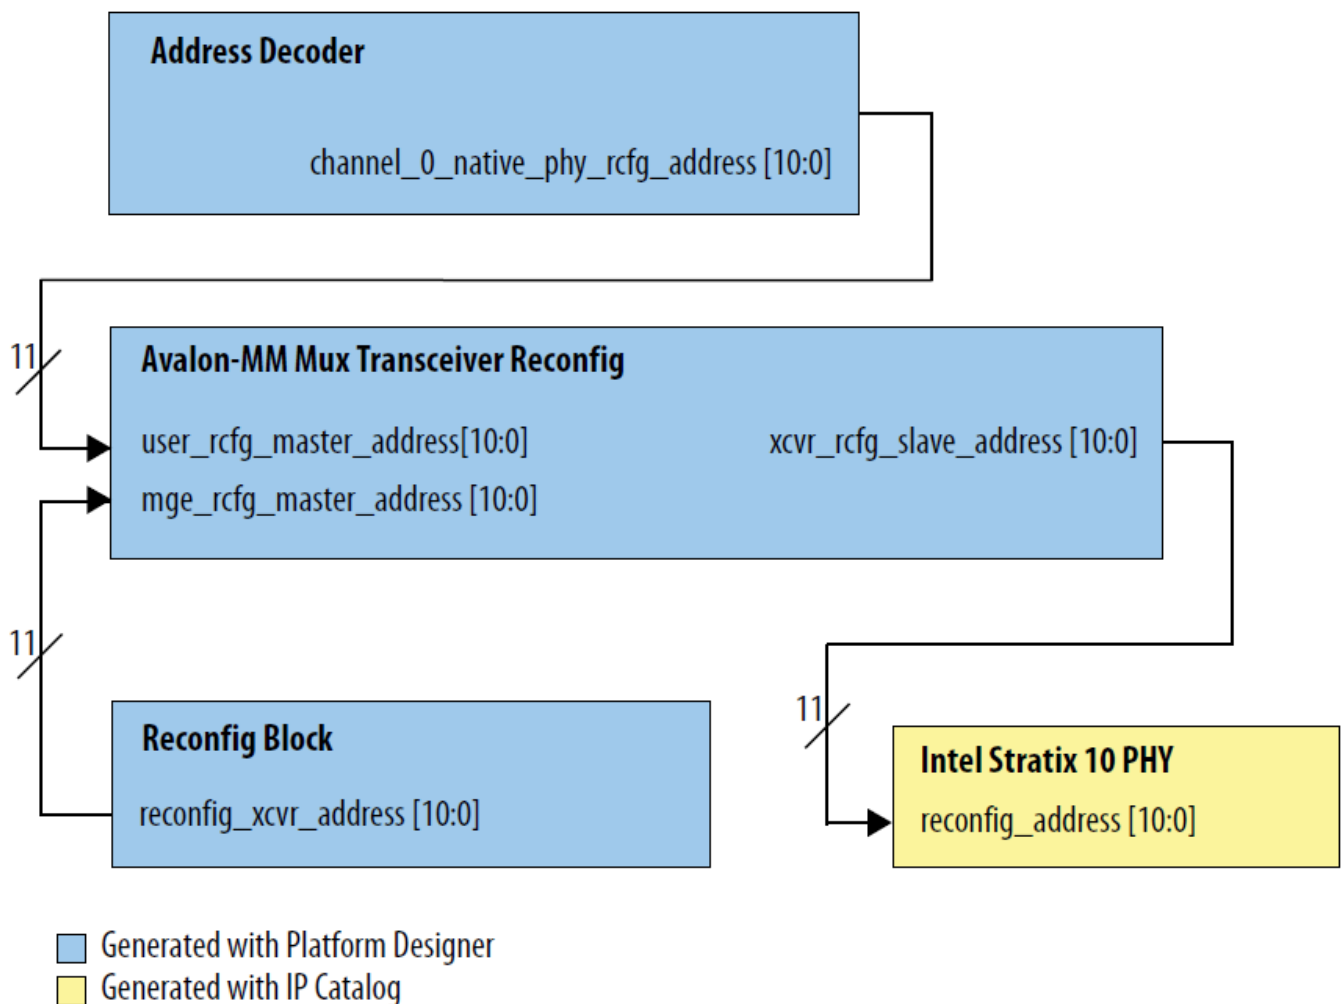 Address Decoder
channel_0_native_phy_rcfg_address [10:0]
11
Avalon-MM Mux Transceiver Reconfig
user_rcfg_master_address[10:0]
xcvr_rcfg_slave_address [10:0]
mge_rcfg_master_address [10:0]
11
11
Reconfig Block
reconfig_xcvr_address [10:0]
Intel Stratix 10 PHY
reconfig_address [10:0]
Generated with Platform Designer
Generated with IP Catalog